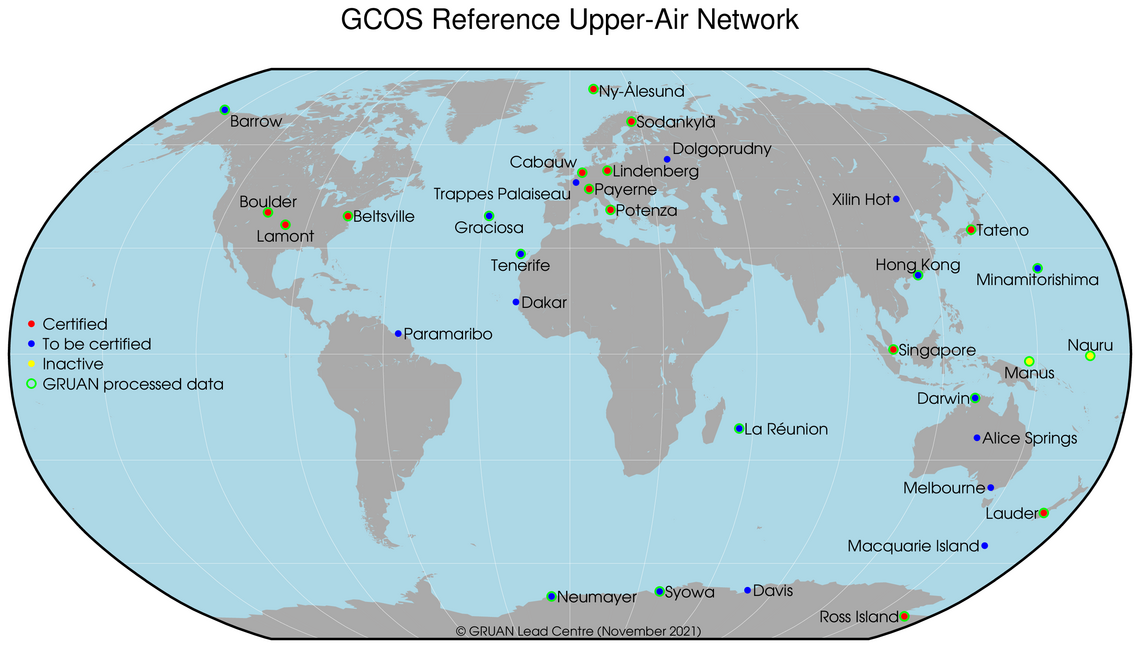 GCOS Reference Upper-Air Network
Ny-Ålesund
Barrow
Sodankylä
Dolgoprudny
Cabauw
Lindenberg
Trappes Palaiseau
Payerne
Xilin Hot
Boulder
Potenza
Beltsville
Graciosa
Lamont
Tateno
Tenerife
Hong Kong
Minamitorishima
Dakar
Certified
Paramaribo
To be certified
Singapore
Nauru
Inactive
Manus
GRUAN processed data
Darwin
La Réunion
Alice Springs
Melbourne
Lauder
Macquarie Island
Neumayer
Syowa
Davis
Ross Island
© GRUAN Lead Centre (November 2021)